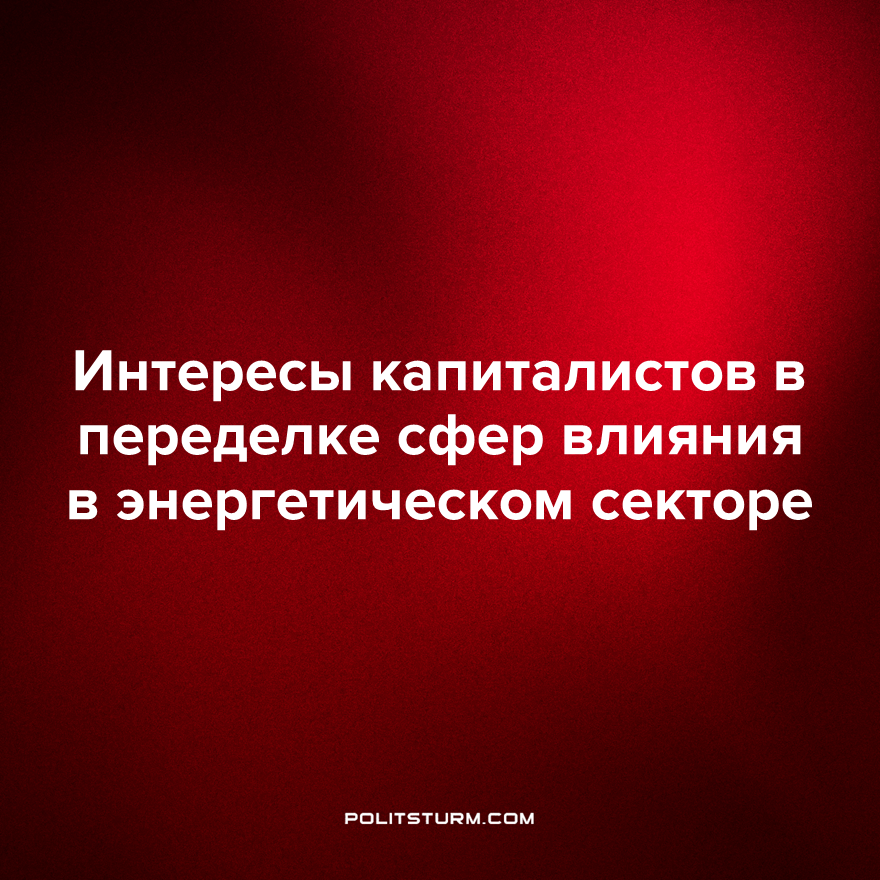 Интересы капиталистов в
переделке сфер влияния
в энергетическом секторе
POLITSTURM.COM